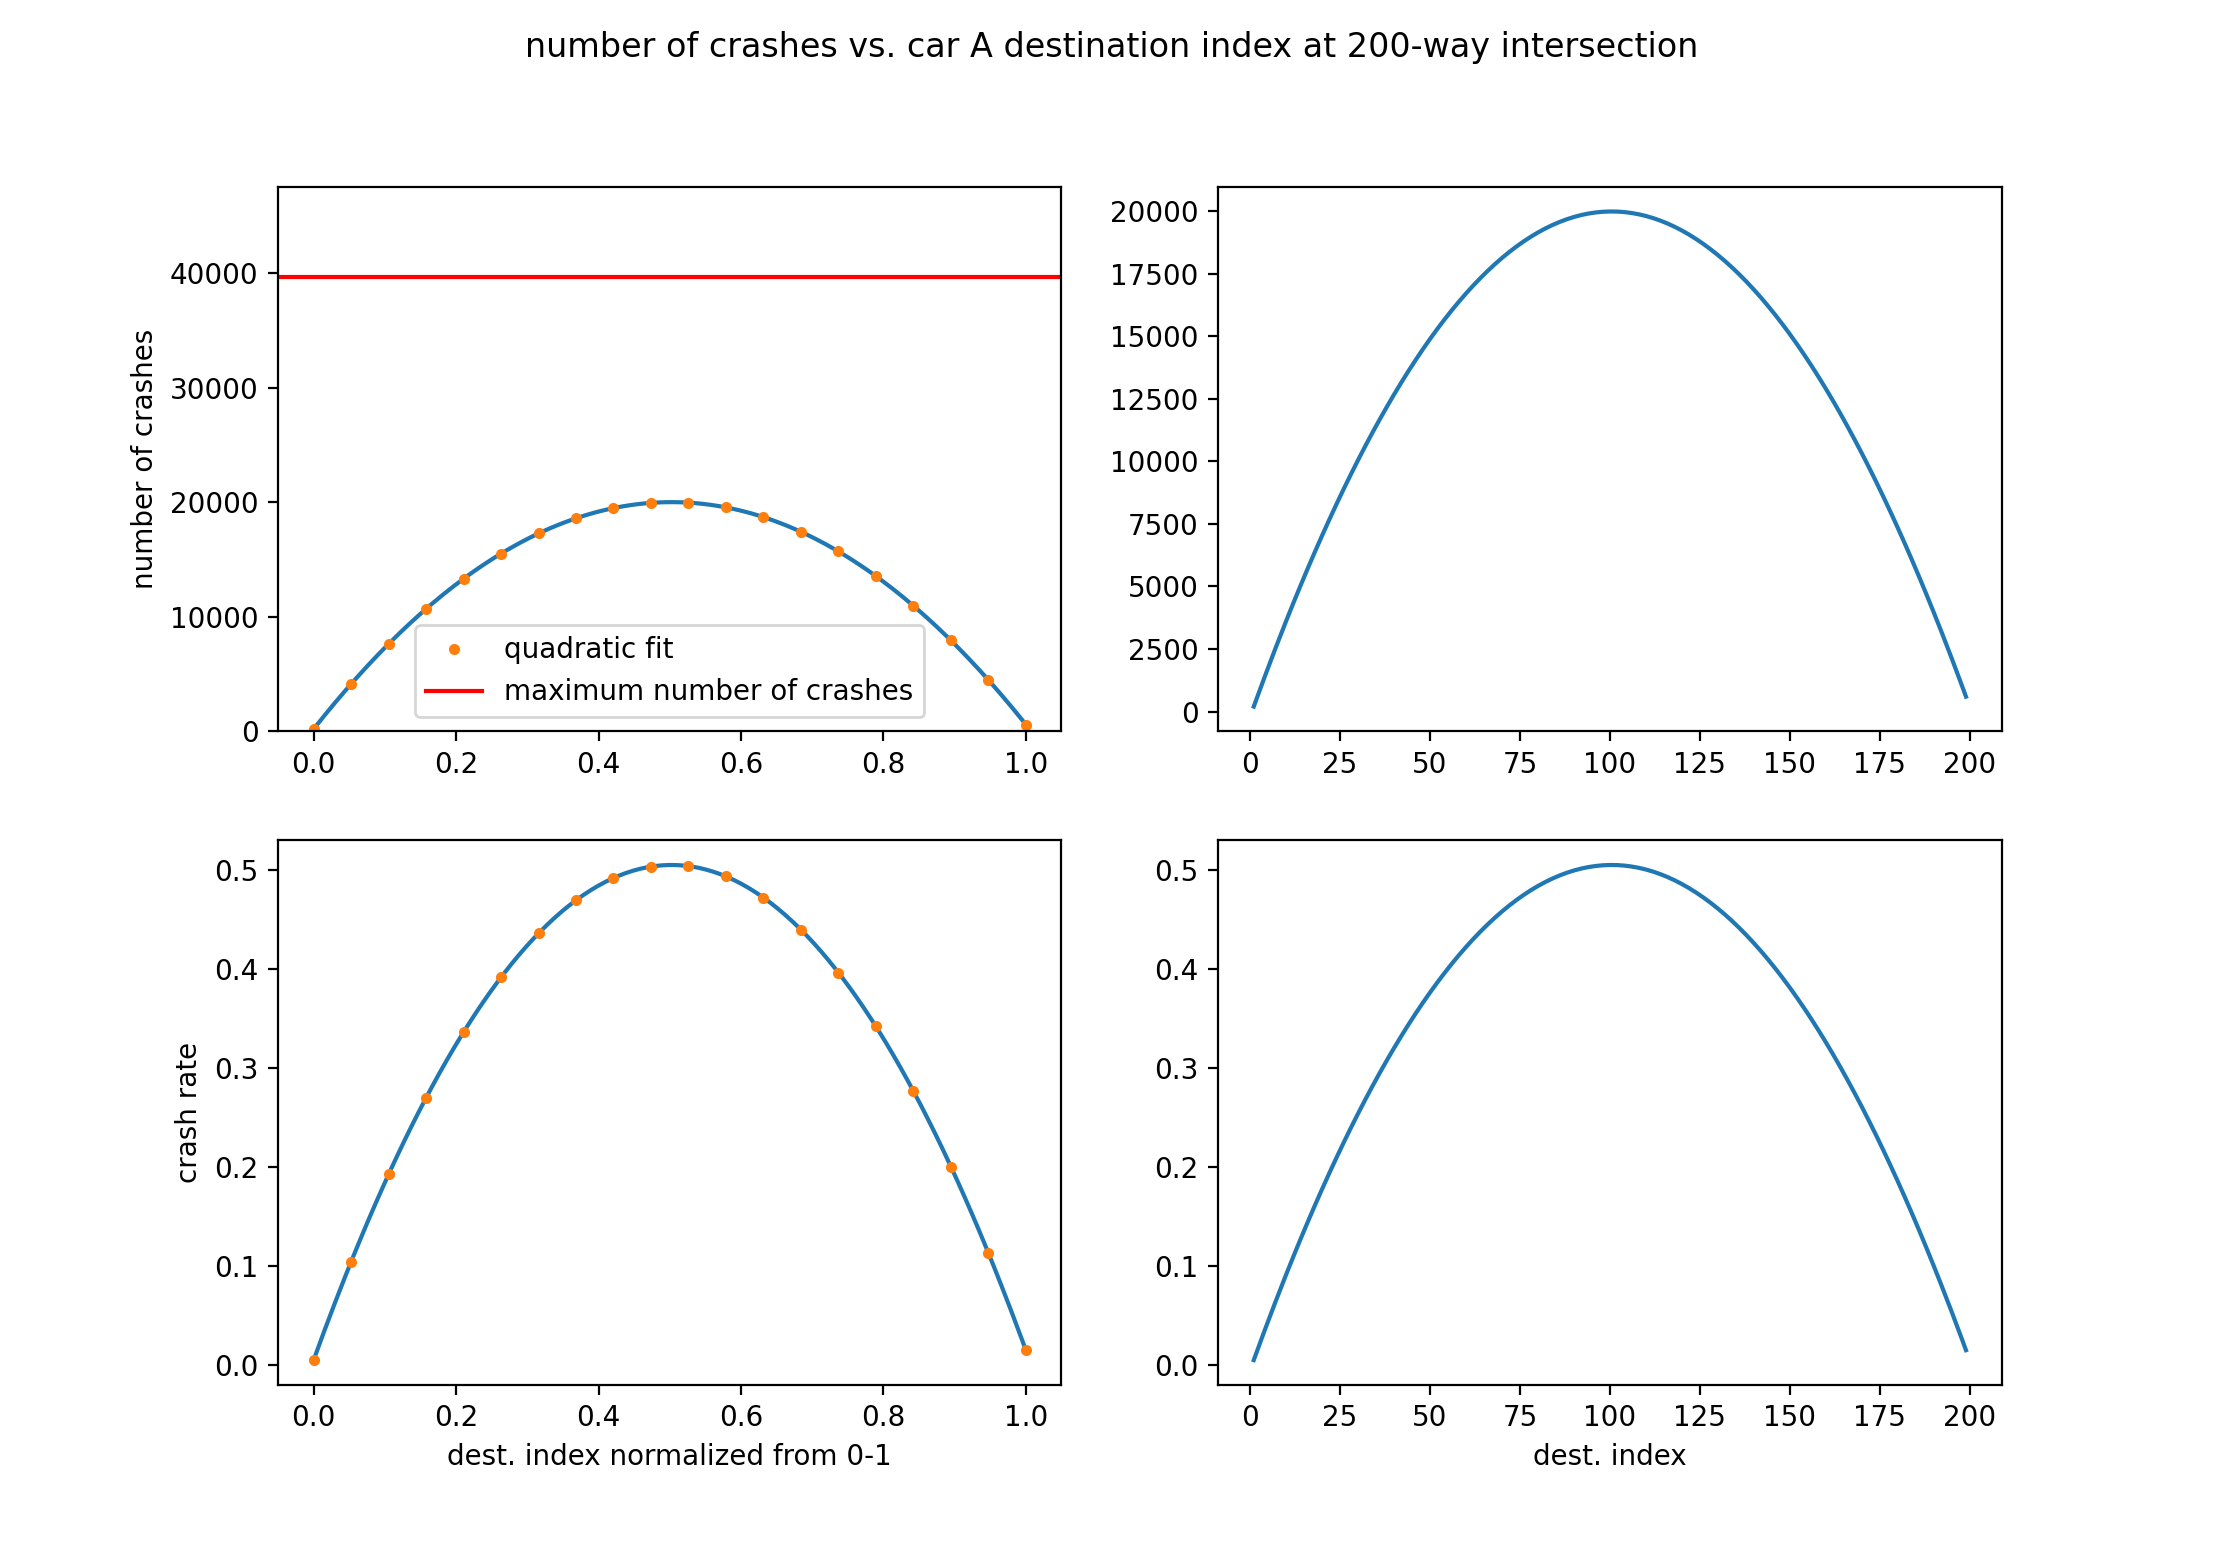 number of crashes vs. car A destination index at 200-way intersection
number of crashes
40000
30000
20000
10000
0
quadratic fit
maximum number of crashes
0.0 0.2 0.4 0.6 0.8 1.0
20000
17500
15000
12500
10000
7500
5000
2500
0
0 25 50 75 100 125 150 175 200
crash rate
0.5
0.4
0.3
0.2
0.1
0.0
0.0 0.2 0.4 0.6 0.8 1.0
dest. index normalized from 0-1
0.5
0.4
0.3
0.2
0.1
0.0
0 25 50 75 100 125 150 175 200
dest. index